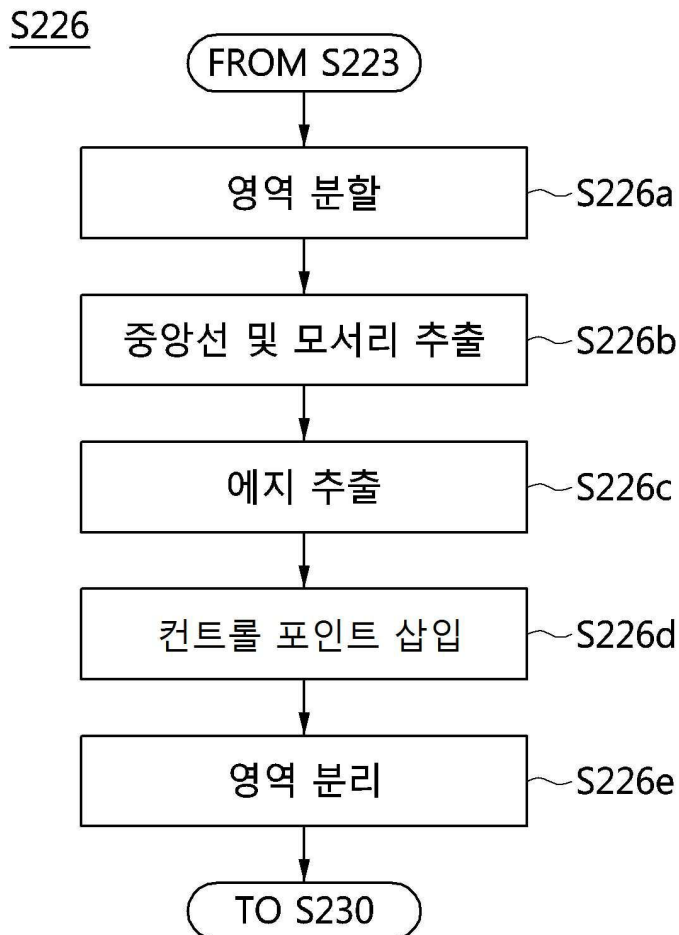 S226
FROM S223
영역 분할
S226a
중앙선 및 모서리 추출
S226b
에지 추출
S226c
컨트롤 포인트 삽입
S226d
영역 분리
S226e
TO S230